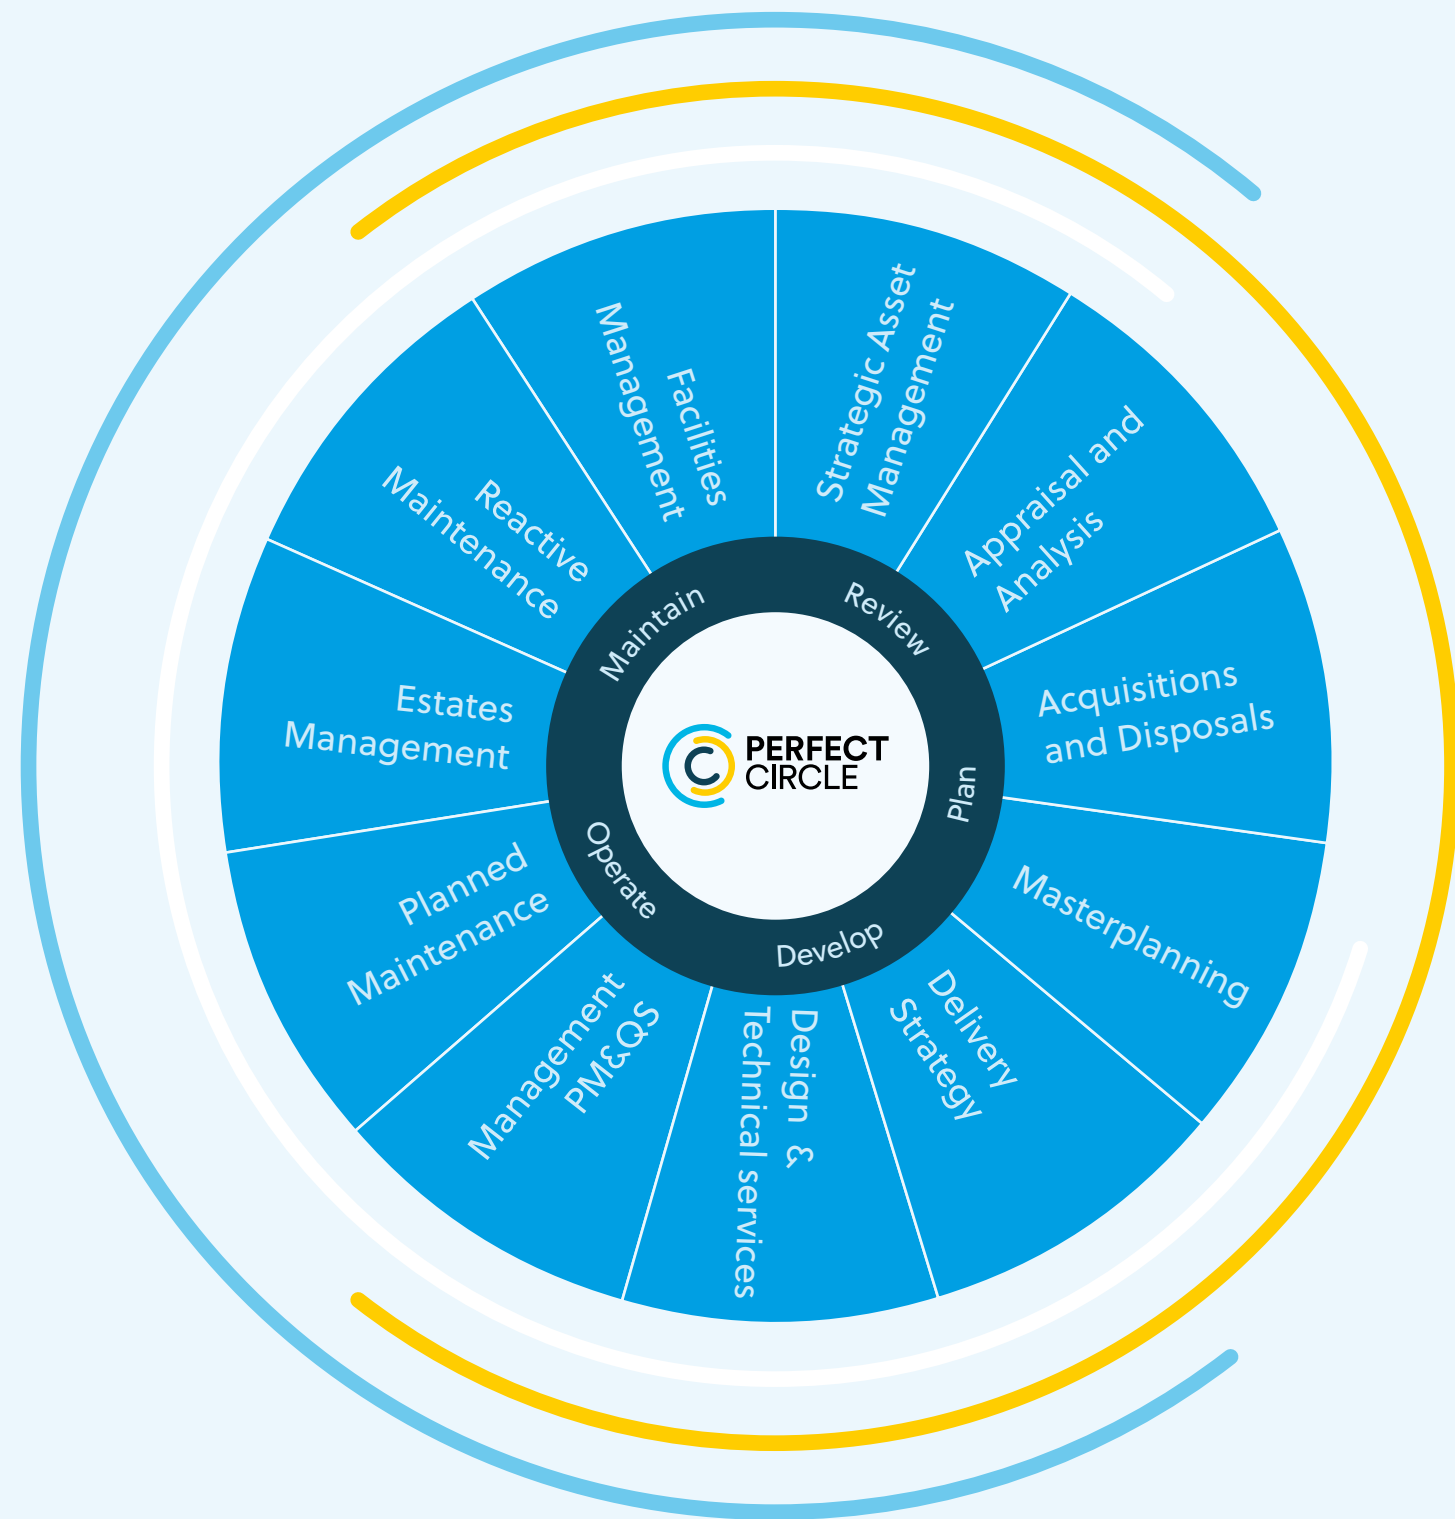 Strategic Asset
Management
Appraisal and
Analysis
Acquisitions
and Disposals
Masterplanning
Delivery
Strategy
Design &
Technical services
Management
PM&QS
Planned
Maintenance
Estates
Management
Reactive
Maintenance
Facilities
Management
Review
Plan
Develop
Operate
Maintain
PERFECT
CIRCLE